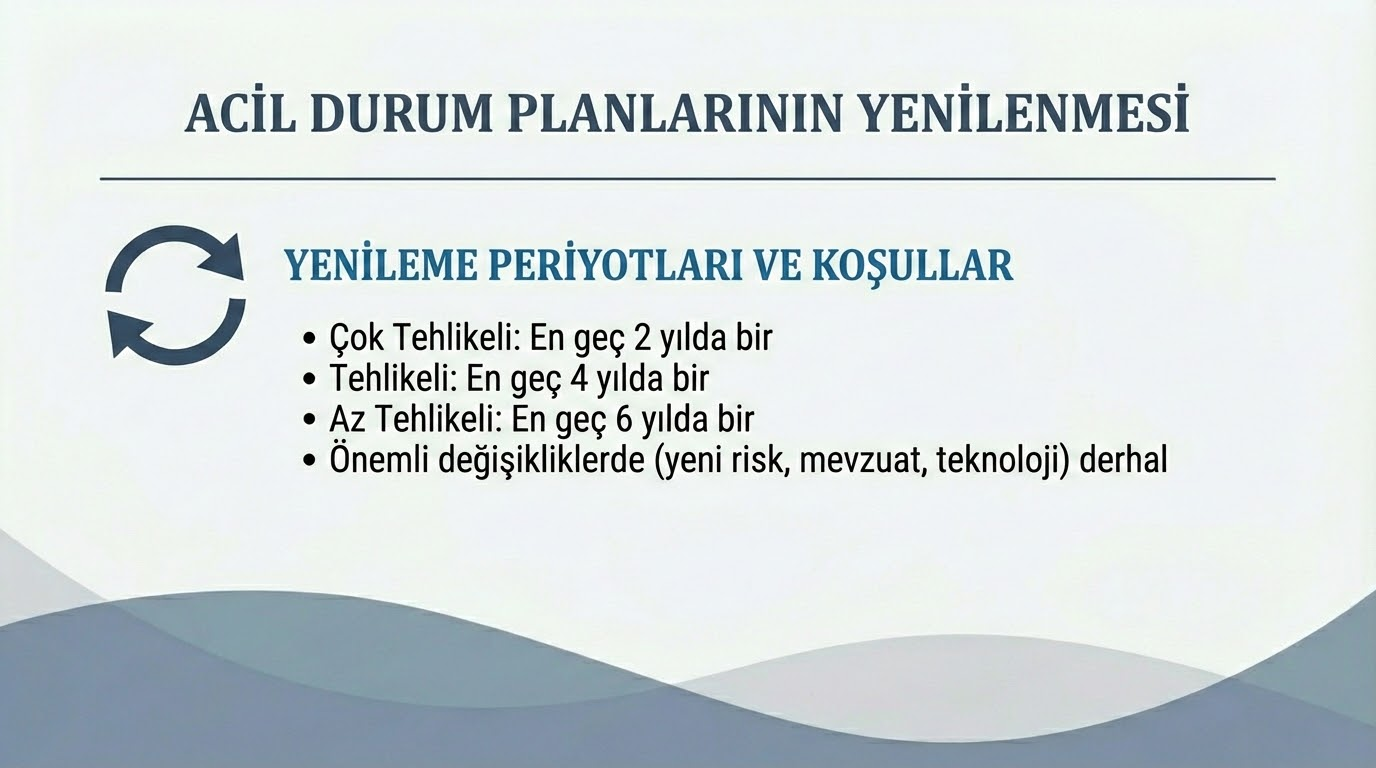 ACİL DURUM PLANLARININ YENİLENMESİ
YENİLEME PERİYOTLARI VE KOŞULLAR
• Çok Tehlikeli: En geç 2 yılda bir
• Tehlikeli: En geç 4 yılda bir
• Az Tehlikeli: En geç 6 yılda bir
• Önemli değişikliklerde (yeni risk, mevzuat, teknoloji) derhal